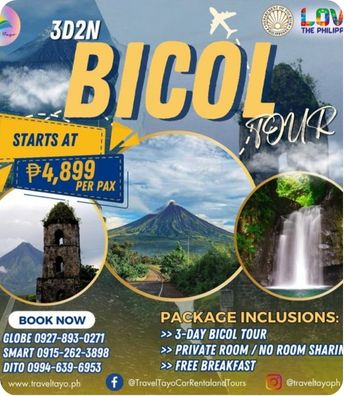 3D2N
BICOL
TOUR
LOV
THE PHILIPP
STARTS AT
₱4,899
PER PAX
BOOK NOW
GLOBE 0927-893-0271
SMART 0915-262-3898
DITO 0994-639-6953
PACKAGE INCLUSIONS:
>> 3-DAY BICOL TOUR
>> PRIVATE ROOM / NO ROOM SHARIN
>> FREE BREAKFAST
www.traveltayo.ph
@TravelTayoCarRentalandTours
@traveltayoph